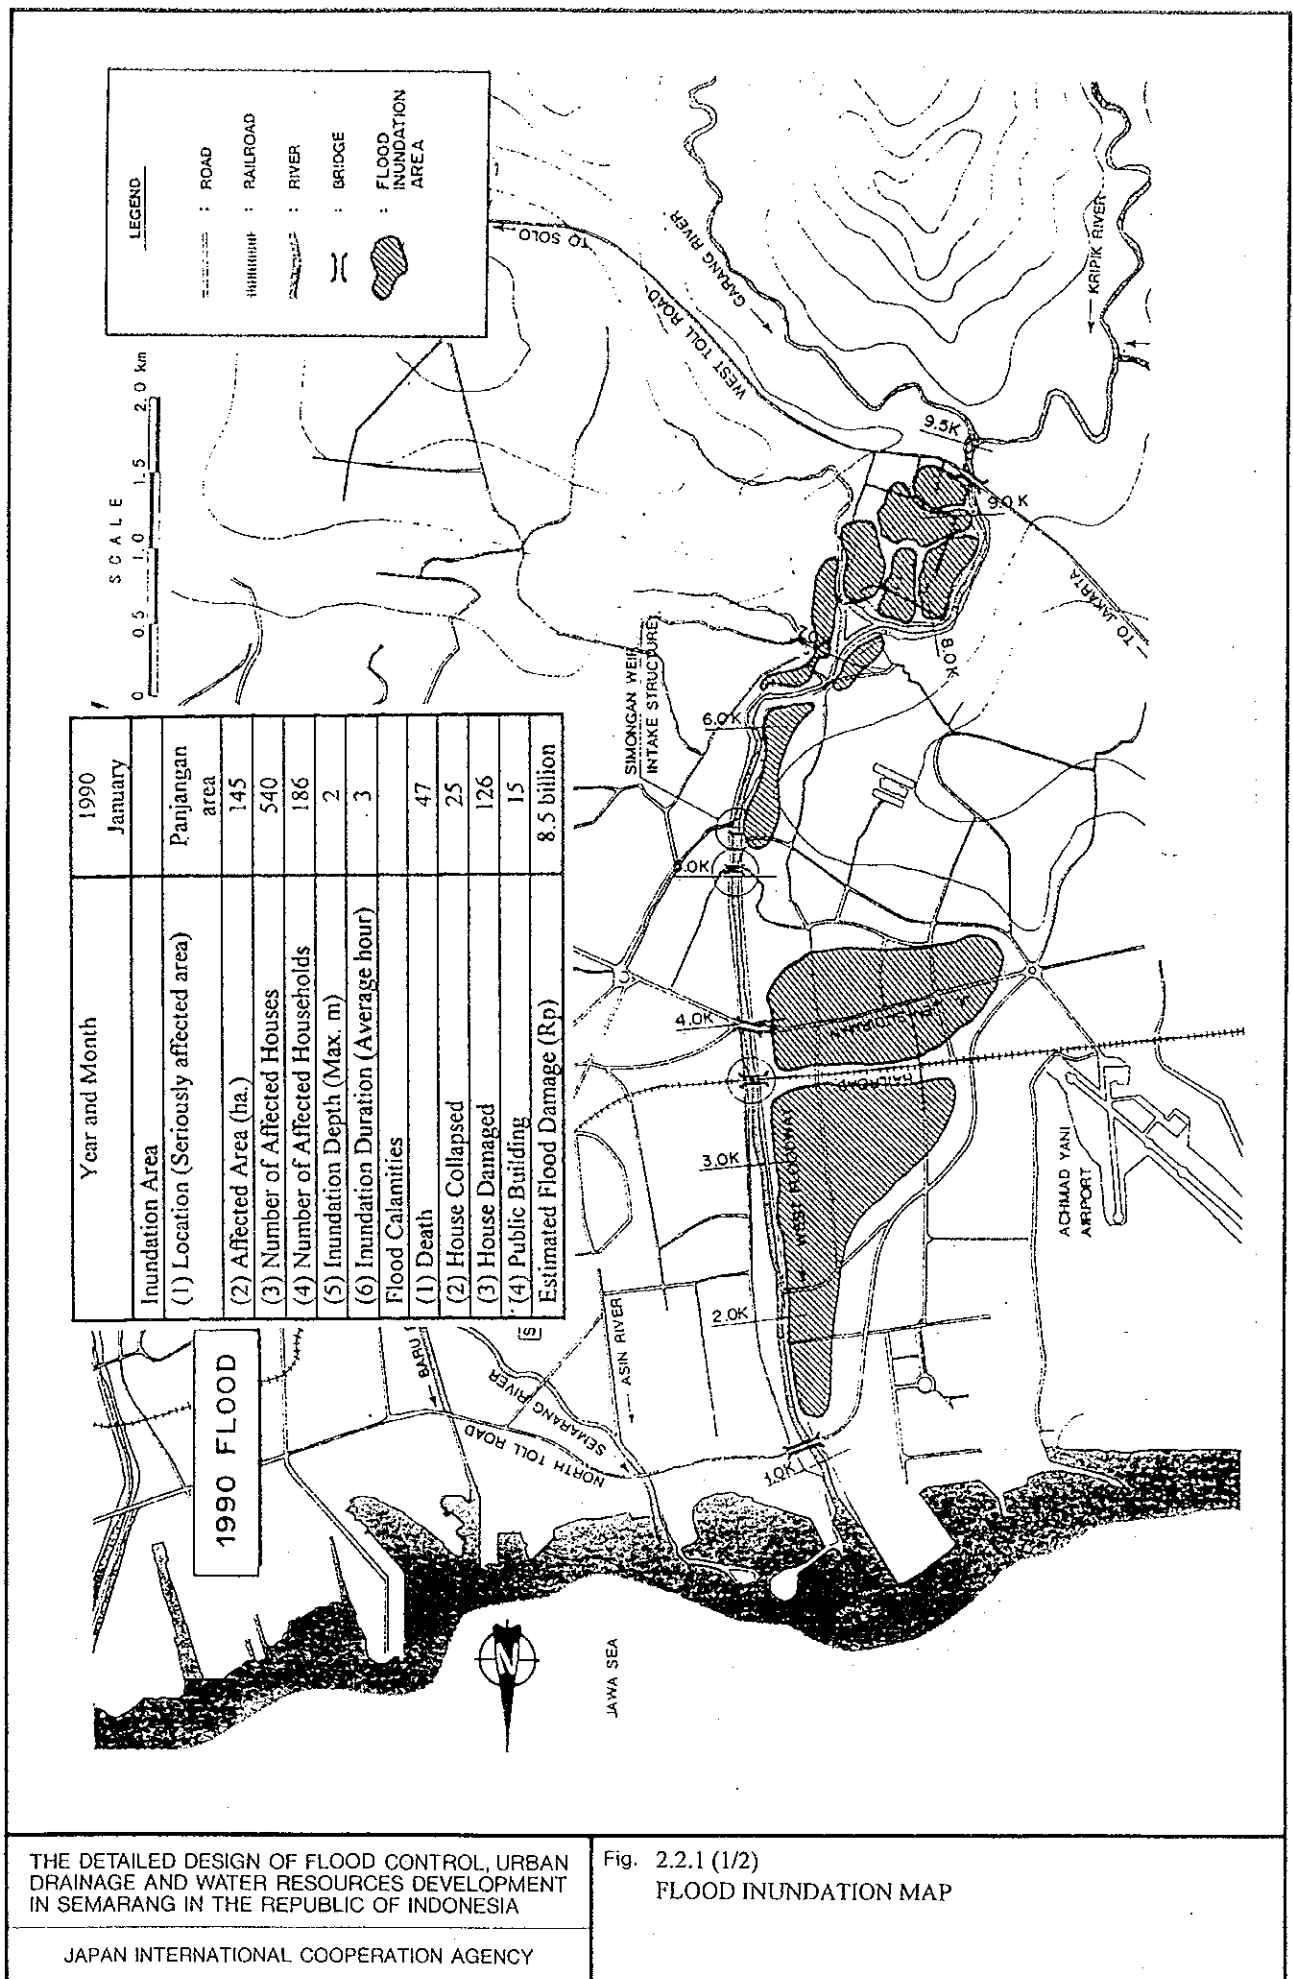 LEGEND
: ROAD
: RAILROAD
: RIVER
: BRIDGE
: FLOOD
INUNDATION
AREA
SCALE
0 0.5 1.0 1.5 2.0 km
Year and Month 1990
January
Inundation Area
(1) Location (Seriously affected area) Panjangan
area
(2) Affected Area (ha.) 145
(3) Number of Affected Houses 540
(4) Number of Affected Households 186
(5) Inundation Depth (Max. m) 2
(6) Inundation Duration (Average hour) 3
Flood Calamities
(1) Death 47
(2) House Collapsed 25
(3) House Damaged 126
(4) Public Building 15
Estimated Flood Damage (Rp) 8.5 billion
1990 FLOOD
TO SOLO
WEST TOLL ROAD
GARANG RIVER
KRIPIK RIVER
9.5K
9.0K
TO JAKARTA
8.0K
SIMONGAN WEIR
INTAKE STRUCTURE
6.0K
5.0K
4.0K
RAILROAD
3.0K
WEST FLOODWAY
2.0K
1.0K
ACHMAD YANI
AIRPORT
ASIN RIVER
SEMARANG RIVER
NORTH TOLL ROAD
BARU
N
JAWA SEA
THE DETAILED DESIGN OF FLOOD CONTROL, URBAN
DRAINAGE AND WATER RESOURCES DEVELOPMENT
IN SEMARANG IN THE REPUBLIC OF INDONESIA
JAPAN INTERNATIONAL COOPERATION AGENCY
Fig. 2.2.1 (1/2)
FLOOD INUNDATION MAP